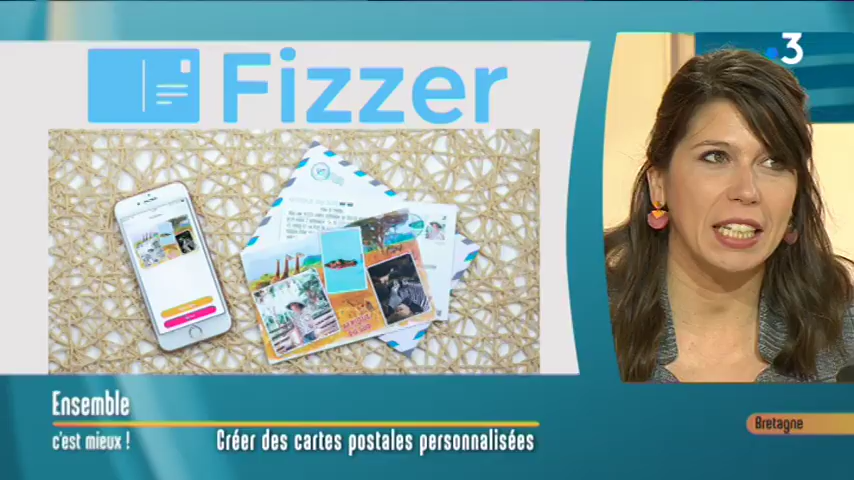 Fizzer
3
Ensemble
c'est mieux !
Créer des cartes postales personnalisées
Bretagne